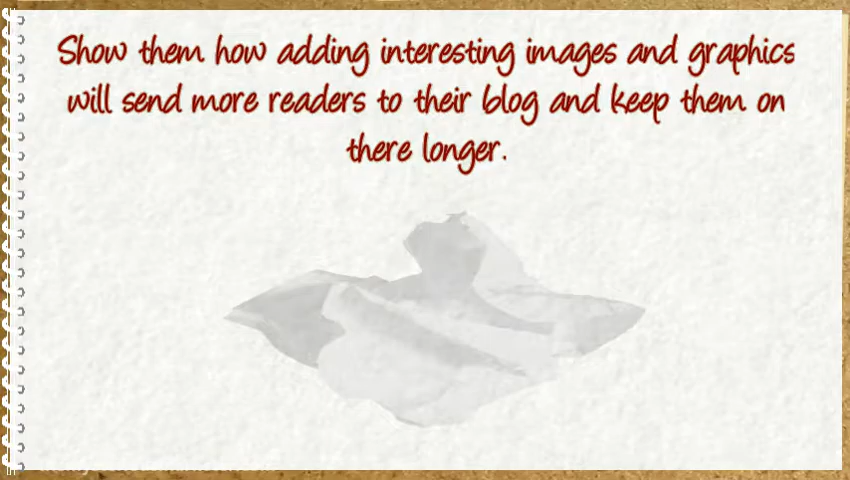 Show them how adding interesting images and graphics
will send more readers to their blog and keep them on
there longer.